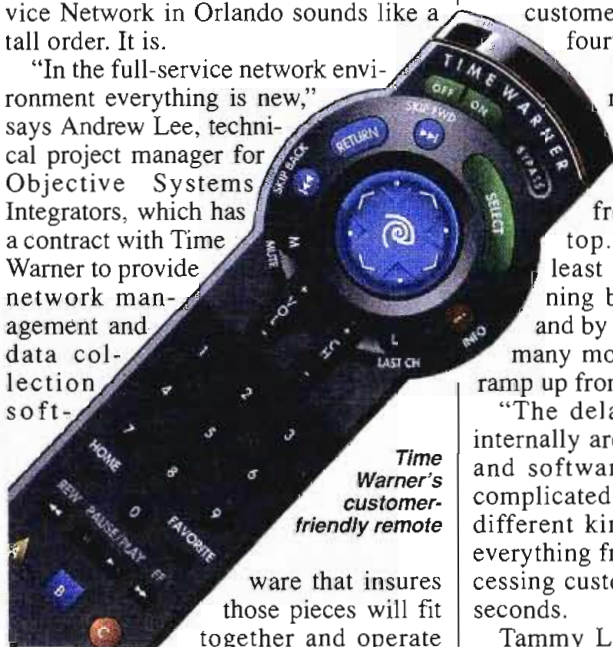 vice Network in Orlando sounds like a
tall order. It is.
“In the full-service network envi-
ronment everything is new,”
says Andrew Lee, techni-
cal project manager for
Objective Systems
Integrators, which has
a contract with Time
Warner to provide
network man-
agement and
data col-
lection
soft-
ware that insures
those pieces will fit
together and operate
Time
Warner's
customer-
friendly remote
TIME WARNER
OFF
ON
BYPASS
SKIP FWD
RETURN
SKIP BACK
SELECT
MUTE
M
+ VOL -
+ CH -
L
LAST CH
INFO
1
2
3
4
5
6
7
8
9
HOME
0
FAVORITE
REW PAUSE/PLAY FF
A
B
C
custome
four
fr
top.
least
ning b
and by
many mo
ramp up from
“The dela
internally are
and softwar
complicated
different kin
everything fr
cessing custo
seconds.
Tammy L